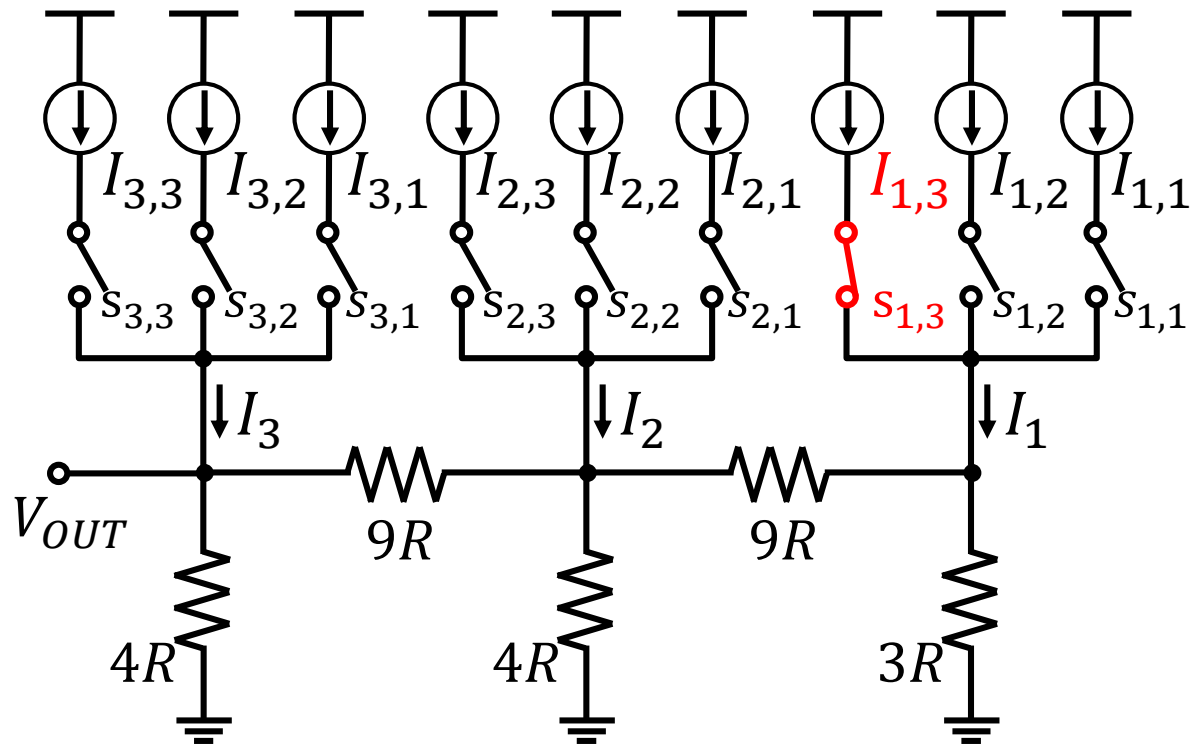 I3,3 I3,2 I3,1 I2,3 I2,2 I2,1 I1,3 I1,2 I1,1
s3,3 s3,2 s3,1 s2,3 s2,2 s2,1 s1,3 s1,2 s1,1
I3 I2 I1
VOUT 9R 9R
4R 4R 3R